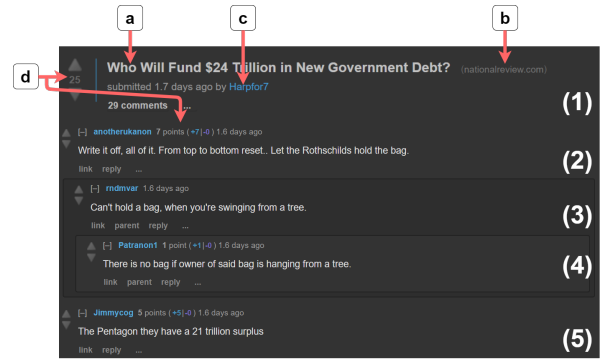 a
c
b
d
25
Who Will Fund $24 Trillion in New Government Debt? (nationalreview.com)
submitted 1.7 days ago by Harpfor7
29 comments ...
(1)
[–] anotherukanon 7 points (+7|-0) 1.6 days ago
Write it off, all of it. From top to bottom reset.. Let the Rothschilds hold the bag.
(2)
link reply ...
[–] rndmvar 1.6 days ago
Can't hold a bag, when you're swinging from a tree.
(3)
link parent reply ...
[–] Patranon1 1 point (+1|-0) 1.6 days ago
There is no bag if owner of said bag is hanging from a tree.
(4)
link parent reply ...
[–] Jimmycog 5 points (+5|-0) 1.6 days ago
The Pentagon they have a 21 trillion surplus
(5)
link reply ...